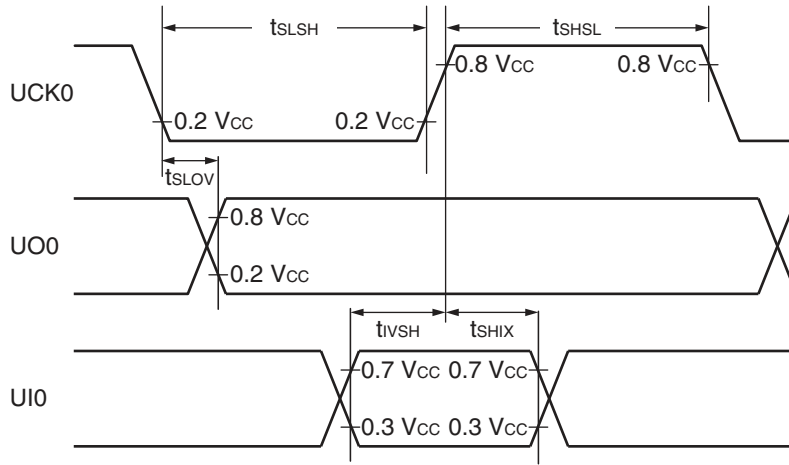 tSLSH tSHSL
UCK0 0.8 VCC 0.8 VCC
0.2 VCC 0.2 VCC
tSLOV
UO0 0.8 VCC
0.2 VCC
tIVSH tSHIX
0.7 VCC 0.7 VCC
UI0
0.3 VCC 0.3 VCC